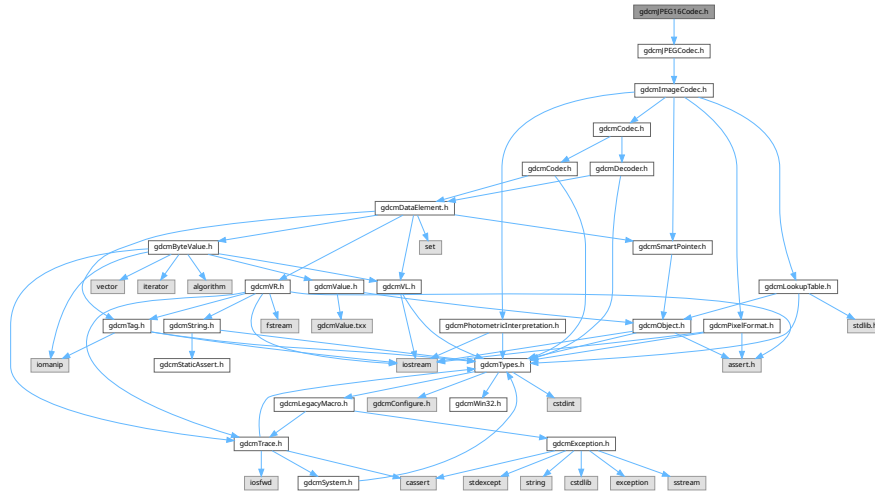 gdcmJPEG16Codec.h
gdcmJPEGCodec.h
gdcmImageCodec.h
gdcmCodec.h
gdcmCoder.h
gdcmDecoder.h
gdcmDataElement.h
gdcmByteValue.h
set
gdcmSmartPointer.h
vector
iterator
algorithm
gdcmVR.h
gdcmValue.h
gdcmVL.h
gdcmLookupTable.h
gdcmTag.h
gdcmString.h
fstream
gdcmValue.txx
gdcmPhotometricInterpretation.h
gdcmObject.h
gdcmPixelFormat.h
stdlib.h
iomanip
gdcmStaticAssert.h
iostream
gdcmTypes.h
assert.h
gdcmLegacyMacro.h
gdcmConfigure.h
gdcmWin32.h
cstdint
gdcmTrace.h
gdcmException.h
iosfwd
gdcmSystem.h
cassert
stdexcept
string
cstdlib
exception
sstream